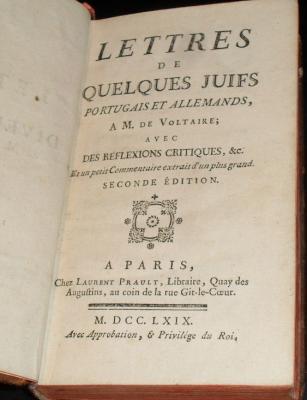 LETTRES
DE
QUELQUES JUIFS
PORTUGAIS ET ALLEMANDS,
A M. DE VOLTAIRE;
AVEC
DES REFLEXIONS CRITIQUES, &c.
Et un petit Commentaire extrait d'un plus grand.
SECONDE ÉDITION.
A PARIS,
Chez LAURENT PRAULT, Libraire, Quay des
Augustins, au coin de la rue Gît-le-Cœur.
M. DCC. LXIX.
Avec Approbation, & Privilége du Roi,